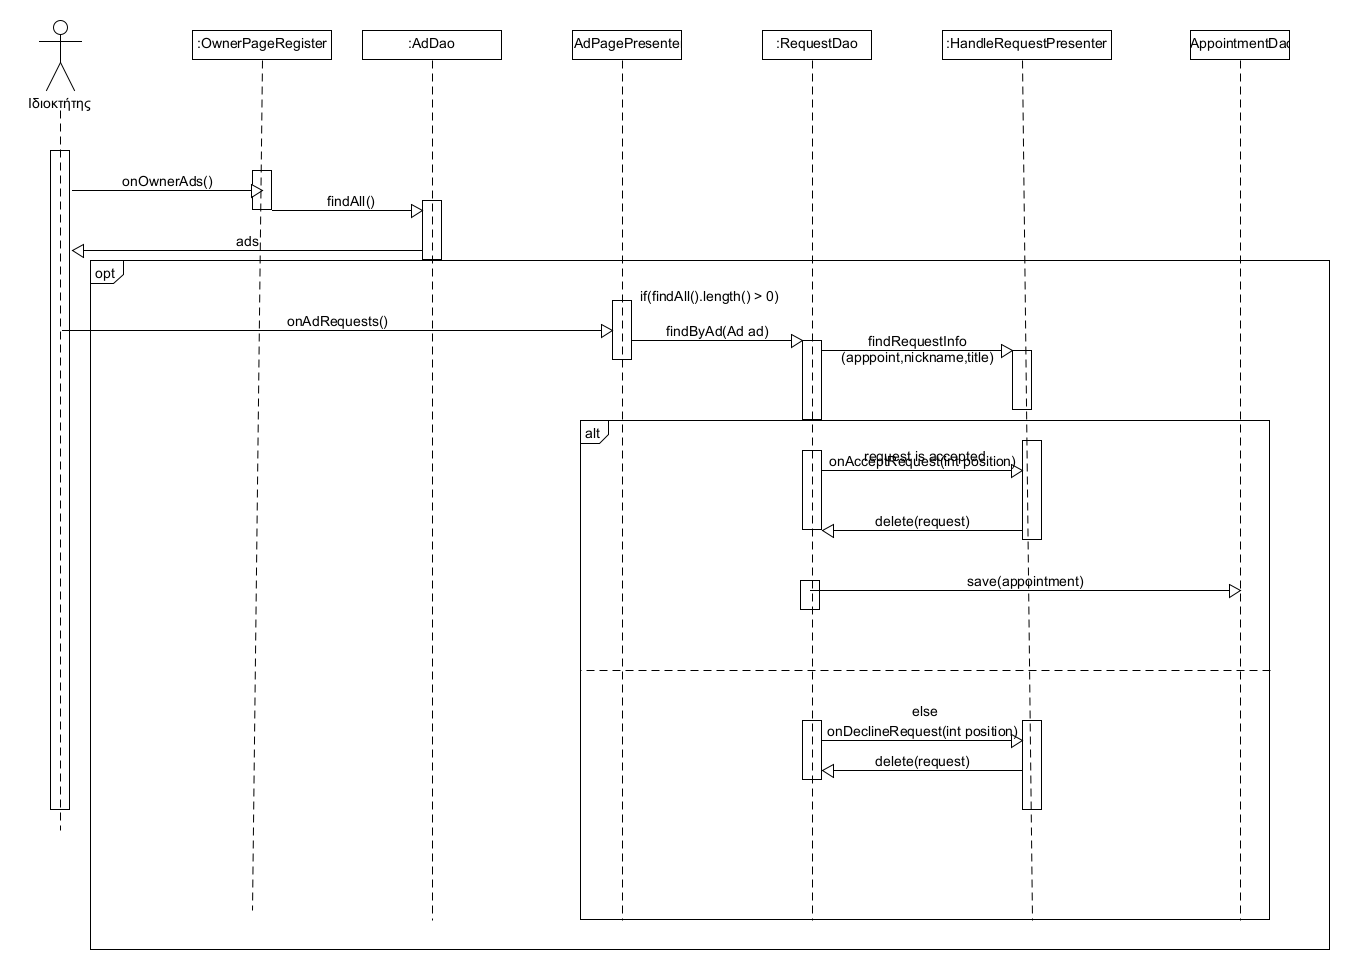 :OwnerPageRegister
:AdDao
AdPagePresente
:RequestDao
:HandleRequestPresenter
AppointmentDao
Ιδιοκτήτης
onOwnerAds()
findAll()
ads
opt
if(findAll().length() > 0)
onAdRequests()
findByAd(Ad ad)
findRequestInfo
(apppoint,nickname,title)
alt
request is accepted
onAcceptRequest(int position)
delete(request)
save(appointment)
else
onDeclineRequest(int position)
delete(request)